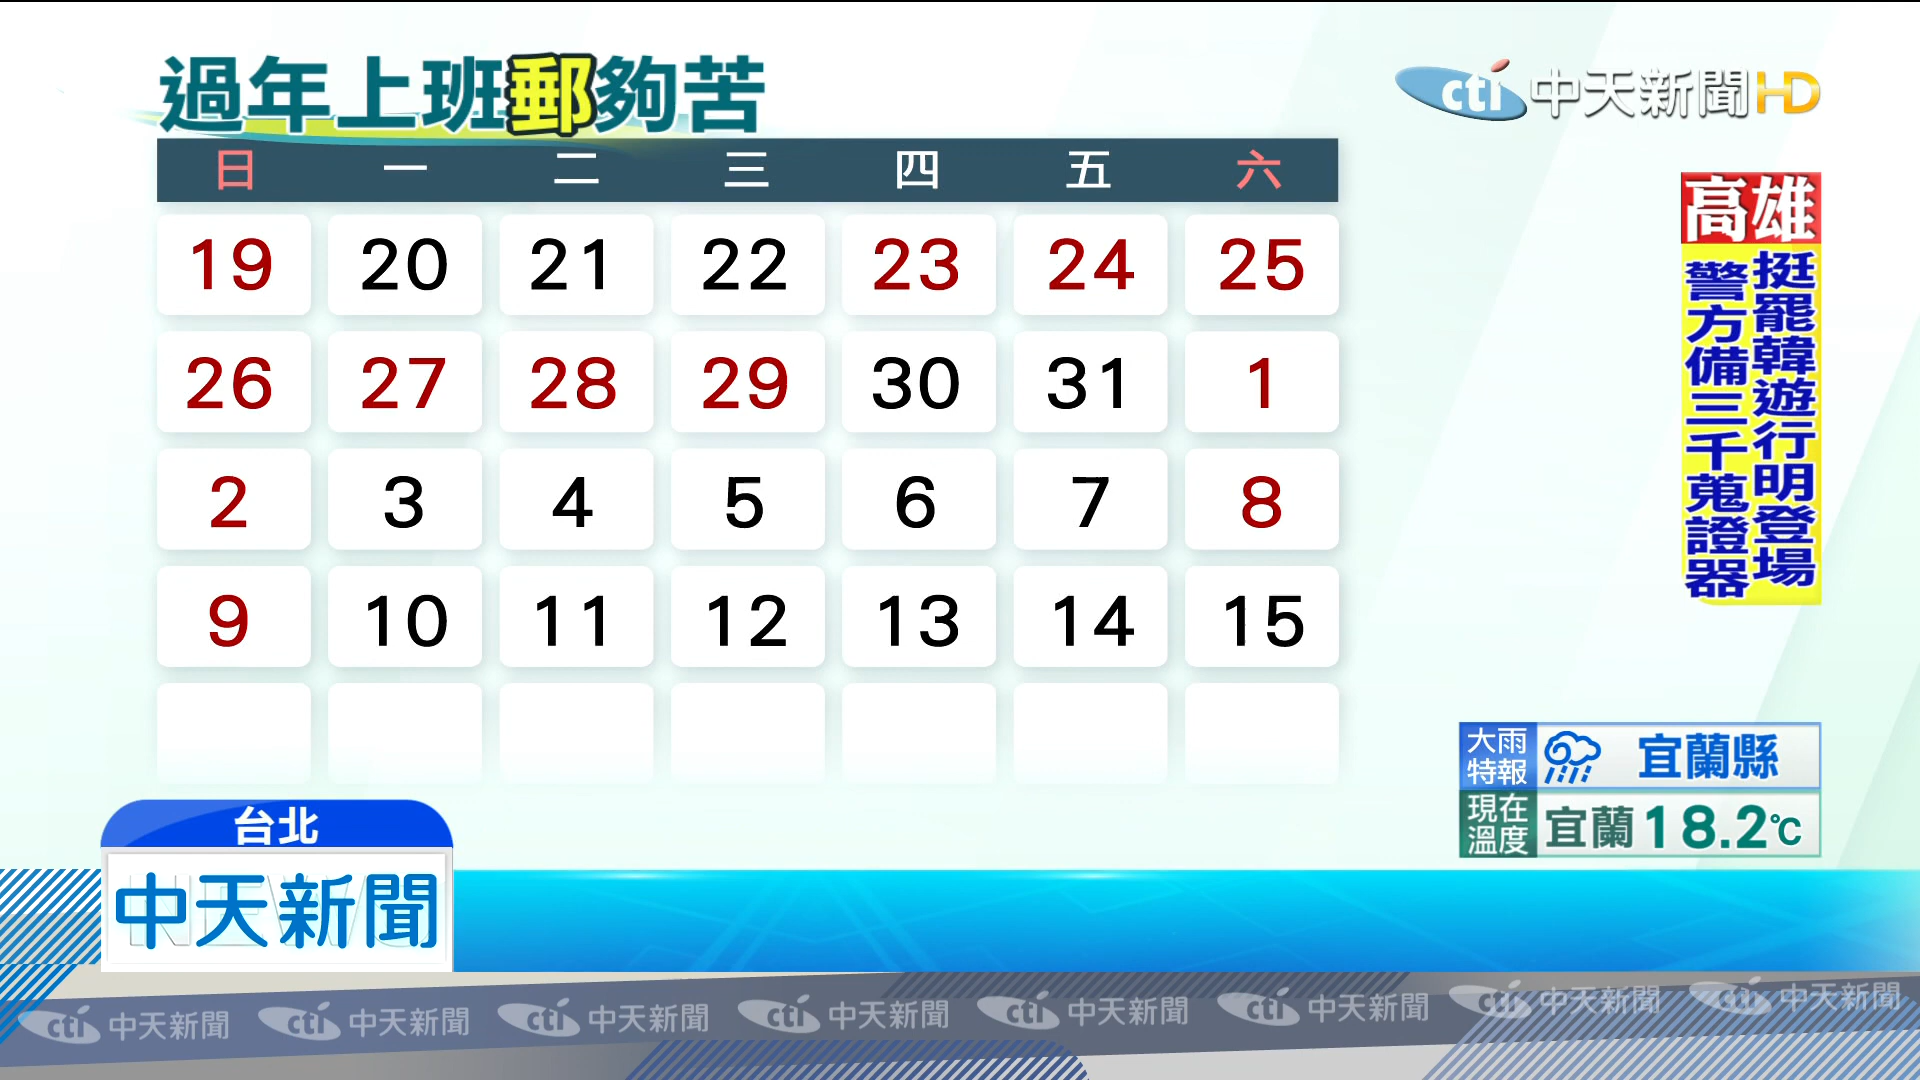 過年上班郵夠苦
cti 中天新聞HD
日 一 二 三 四 五 六
19 20 21 22 23 24 25
26 27 28 29 30 31 1
2 3 4 5 6 7 8
9 10 11 12 13 14 15
高雄
挺罷韓遊行明登場
警方備三千蒐證器
大雨特報 宜蘭縣
現在溫度 宜蘭 18.2°C
台北
中天新聞
NEWS
cti 中天新聞 cti 中天新聞 cti 中天新聞 cti 中天新聞 cti 中天新聞 cti 中天新聞 cti 中天新聞 cti 中天新聞